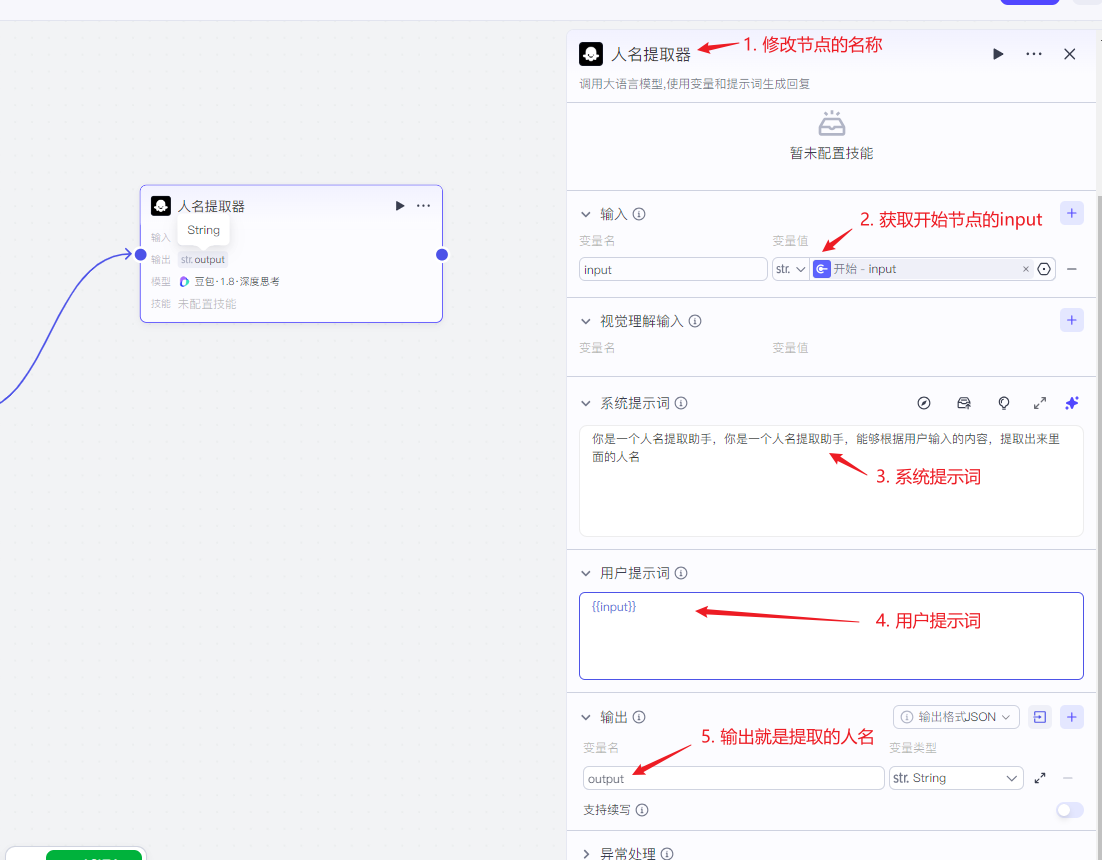 人名提取器
String
输入
输出 str. output
模型 豆包·1.8·深度思考
技能 未配置技能
人名提取器
1. 修改节点的名称
调用大语言模型,使用变量和提示词生成回复
暂未配置技能
输入
2. 获取开始节点的input
变量名 变量值
input str. 开始 - input
视觉理解输入
变量名 变量值
系统提示词
你是一个人名提取助手，你是一个人名提取助手，能够根据用户输入的内容，提取出来里
面的人名
3. 系统提示词
用户提示词
{{input}}
4. 用户提示词
输出 输出格式JSON
5. 输出就是提取的人名
变量名 变量类型
output str. String
支持续写
异常处理